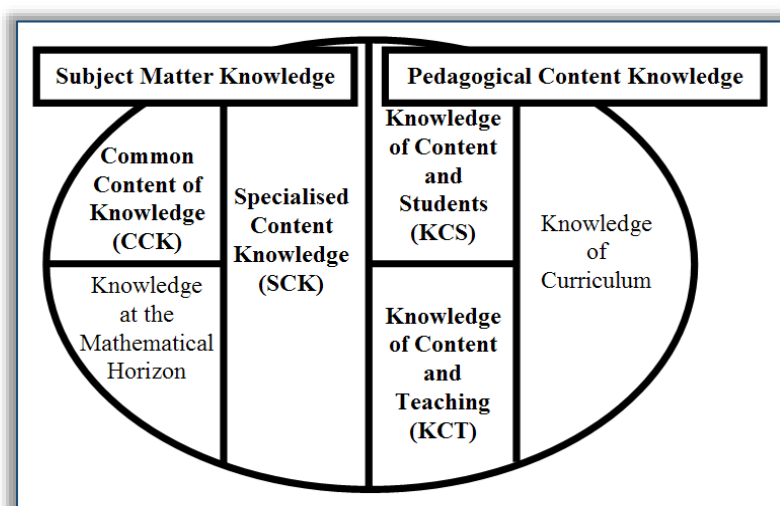 Subject Matter Knowledge
Pedagogical Content Knowledge
Common
Content of
Knowledge
(CCK)
Knowledge
at the
Mathematical
Horizon
Specialised
Content
Knowledge
(SCK)
Knowledge
of Content
and
Students
(KCS)
Knowledge
of Content
and
Teaching
(KCT)
Knowledge
of
Curriculum